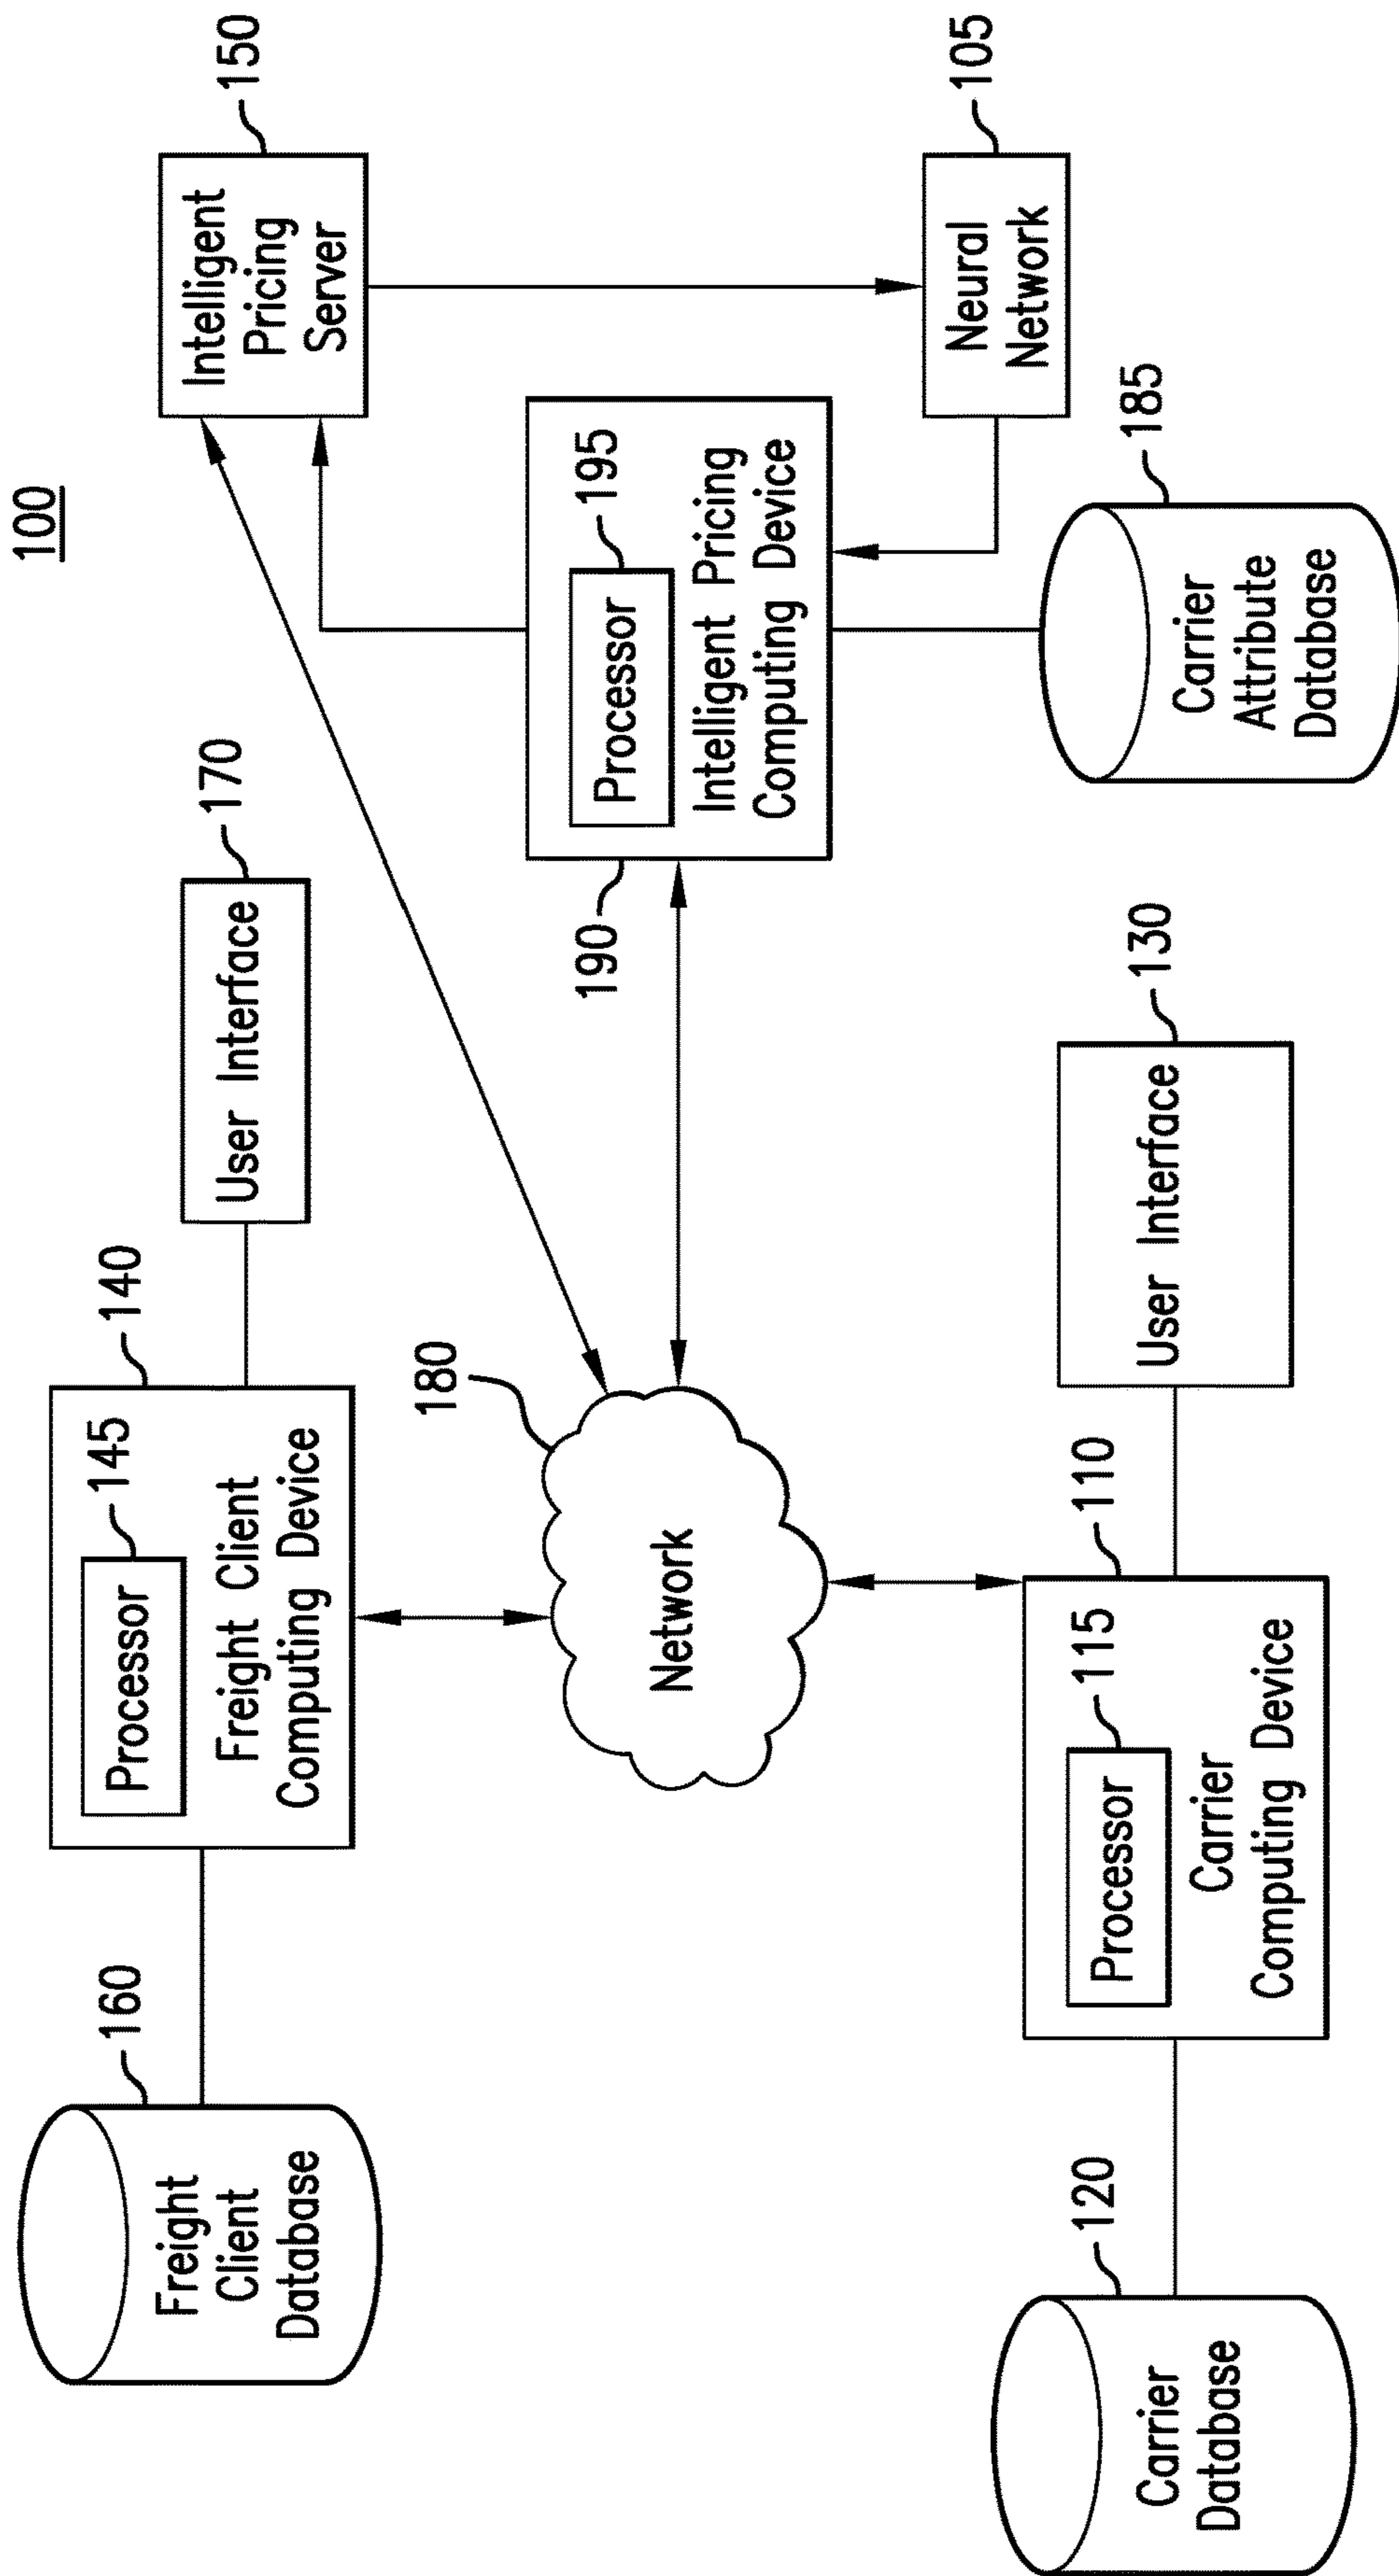 100
Freight
Client
Database
160
Processor
145
Freight Client
Computing Device
140
User Interface
170
Intelligent
Pricing
Server
150
Network
180
Processor
195
Intelligent Pricing
Computing Device
190
Neural
Network
105
Carrier
Attribute
Database
185
Carrier
Database
120
Processor
115
Carrier
Computing Device
110
User Interface
130